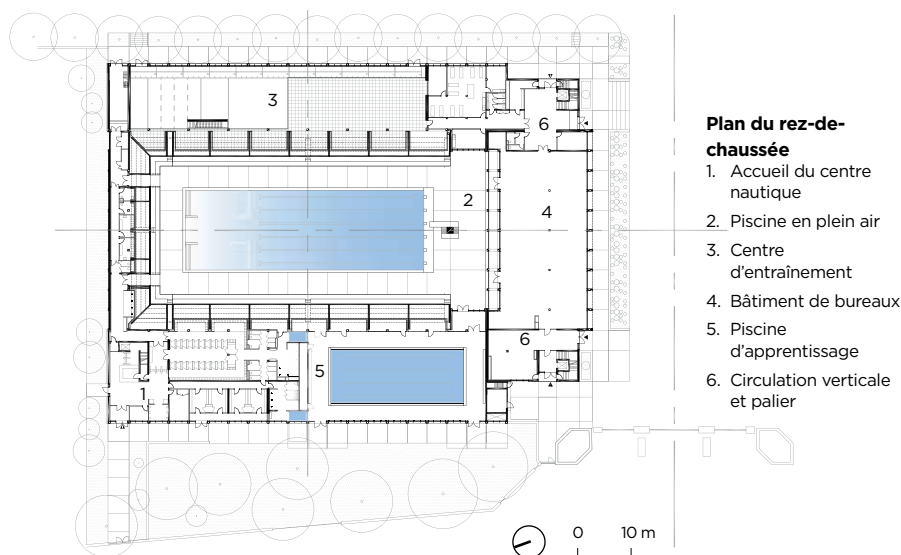 3
6
2
4
6
5
1
0 10 m
Plan du rez-de-
chaussée
1. Accueil du centre
nautique
2. Piscine en plein air
3. Centre
d'entraînement
4. Bâtiment de bureaux
5. Piscine
d'apprentissage
6. Circulation verticale
et palier